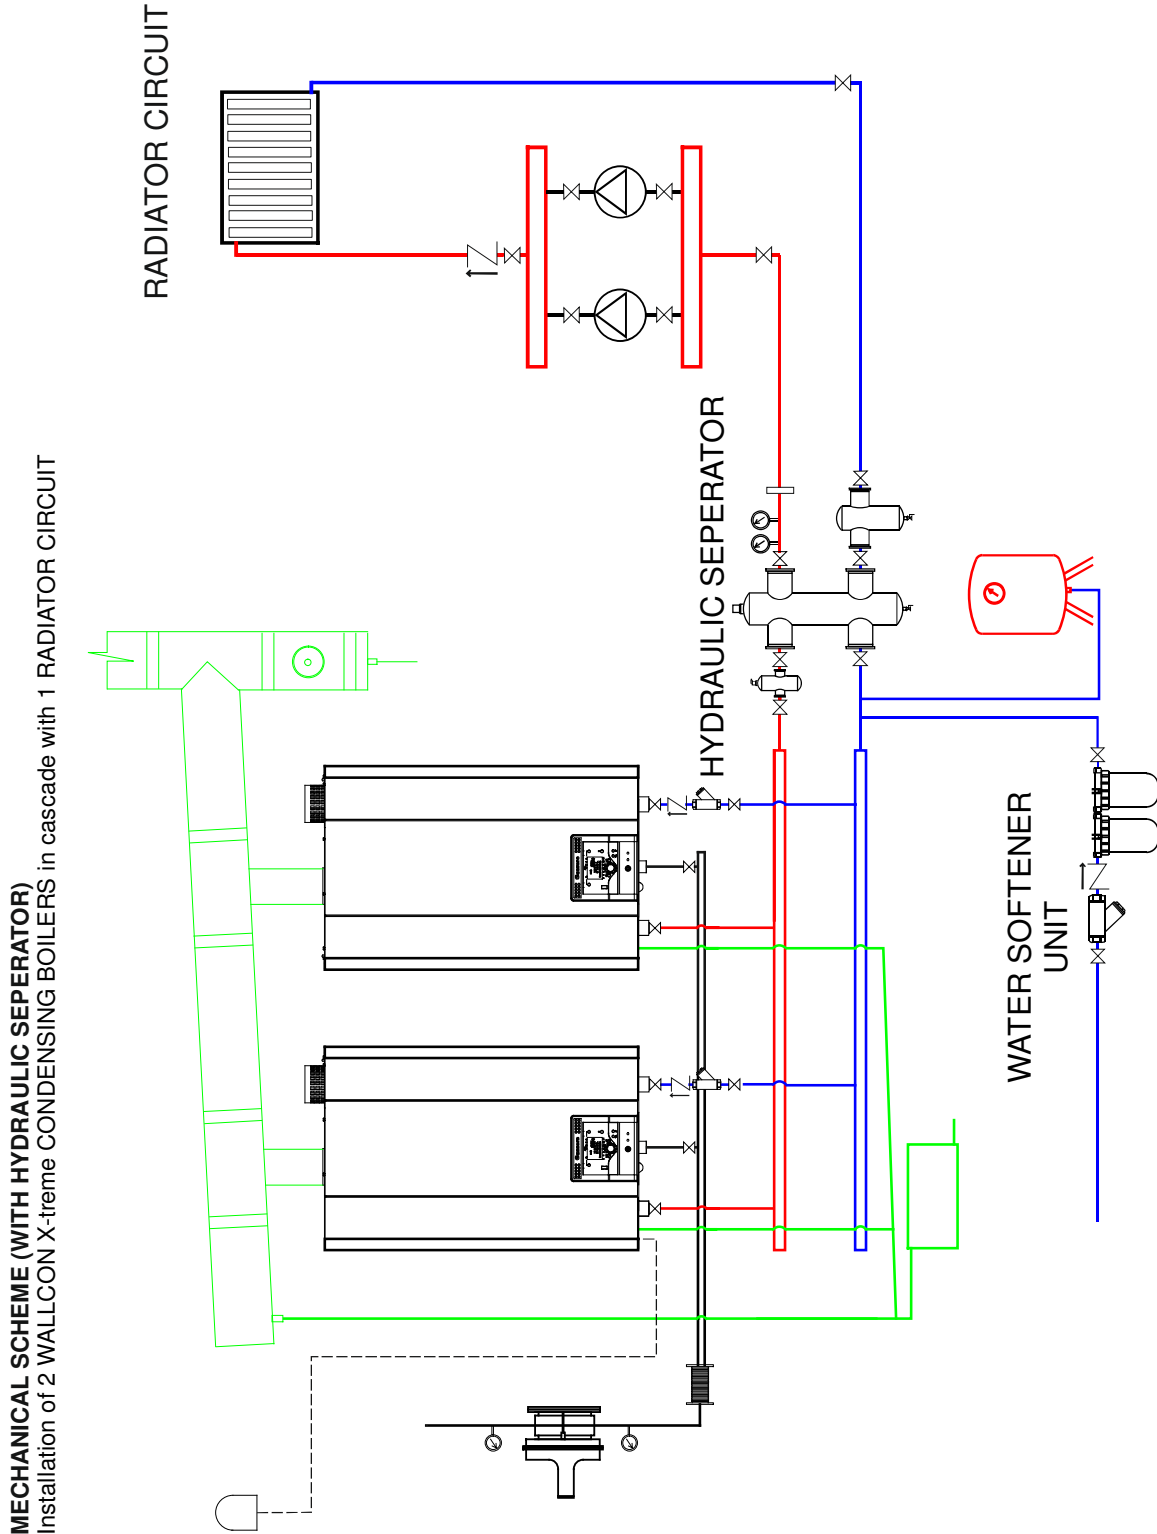 MECHANICAL SCHEME (WITH HYDRAULIC SEPERATOR)
Installation of 2 WALLCON X-treme CONDENSING BOILERS in cascade with 1 RADIATOR CIRCUIT
RADIATOR CIRCUIT
HYDRAULIC SEPERATOR
WATER SOFTENER
UNIT